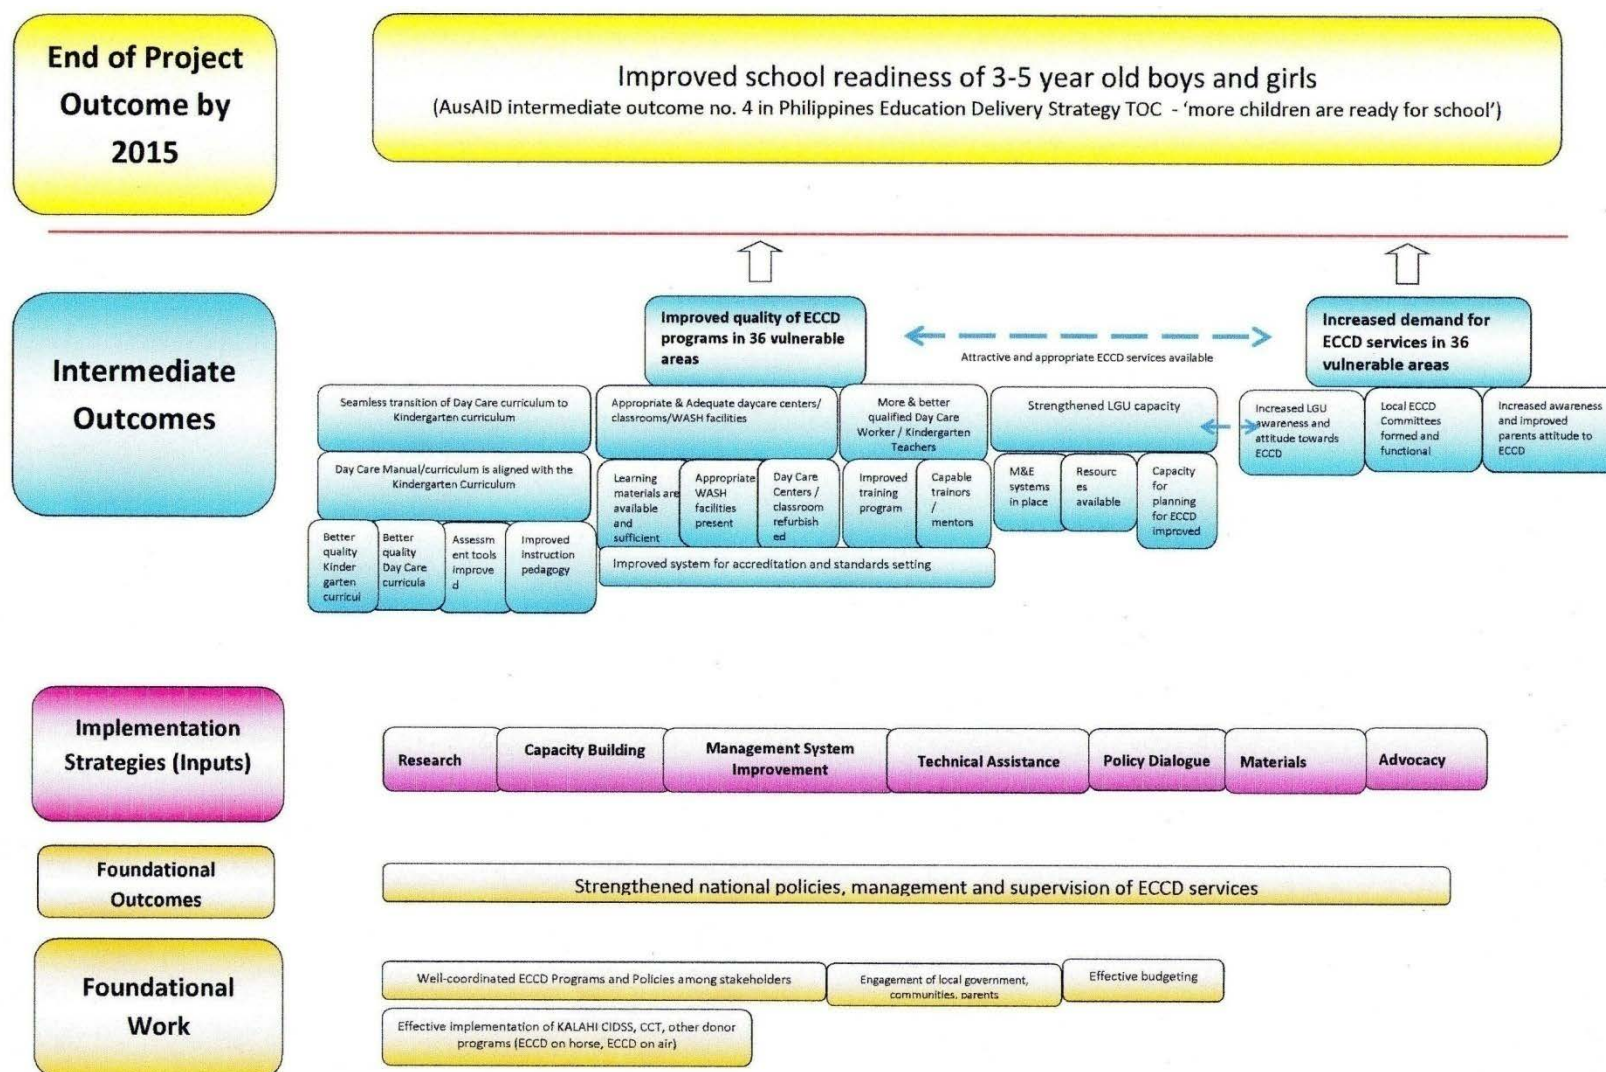 End of Project
Outcome by
2015
Improved school readiness of 3-5 year old boys and girls
(AusAID intermediate outcome no. 4 in Philippines Education Delivery Strategy TOC - 'more children are ready for school')
Intermediate
Outcomes
Improved quality of ECCD
programs in 36 vulnerable
areas
Attractive and appropriate ECCD services available
Increased demand for
ECCD services in 36
vulnerable areas
Seamless transition of Day Care curriculum to
Kindergarten curriculum
Appropriate & Adequate daycare centers/
classrooms/WASH facilities
More & better
qualified Day Care
Worker / Kindergarten
Teachers
Strengthened LGU capacity
Increased LGU
awareness and
attitude towards
ECCD
Local ECCD
Committees
formed and
functional
Increased awareness
and improved
parents attitude to
ECCD
Day Care Manual/curriculum is aligned with the
Kindergarten Curriculum
Learning
materials are
available
and
sufficient
Appropriate
WASH
facilities
present
Day Care
Centers /
classroom
refurbish
ed
Improved
training
program
Capable
trainors
/
mentors
M&E
systems
in place
Resourc
es
available
Capacity
for
planning
for ECCD
improved
Better
quality
Kinder
garten
curricul
Better
quality
Day Care
curricula
Assessm
ent tools
improve
d
Improved
instruction
pedagogy
Improved system for accreditation and standards setting
Implementation
Strategies (Inputs)
Research
Capacity Building
Management System
Improvement
Technical Assistance
Policy Dialogue
Materials
Advocacy
Foundational
Outcomes
Strengthened national policies, management and supervision of ECCD services
Foundational
Work
Well-coordinated ECCD Programs and Policies among stakeholders
Engagement of local government,
communities, parents
Effective budgeting
Effective implementation of KALAHI CIDSS, CCT, other donor
programs (ECCD on horse, ECCD on air)